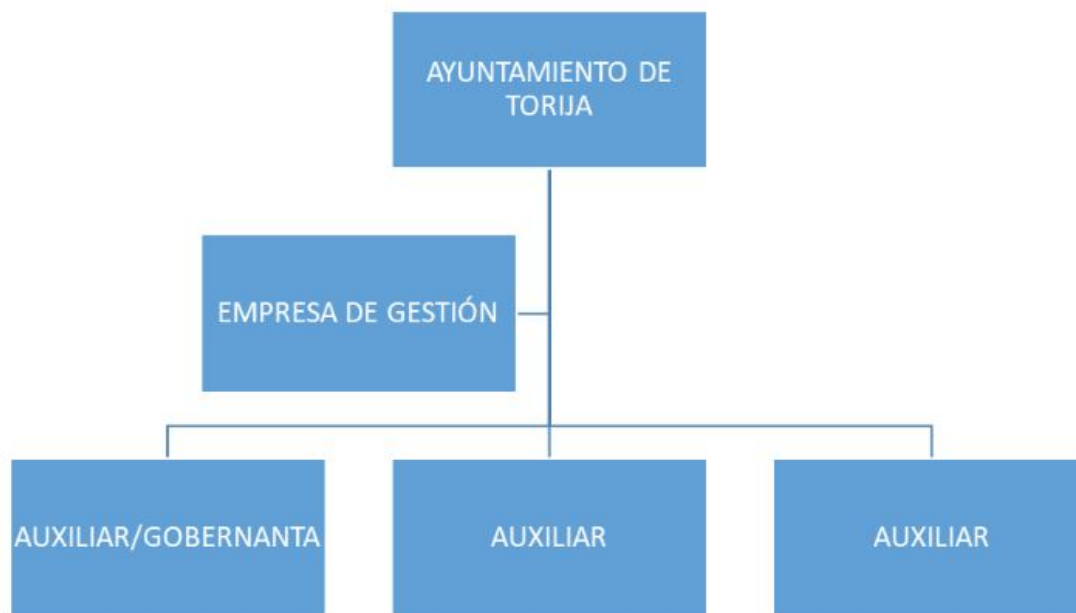 AYUNTAMIENTO DE
TORIJA
EMPRESA DE GESTIÓN
AUXILIAR/GOBERNANTA
AUXILIAR
AUXILIAR